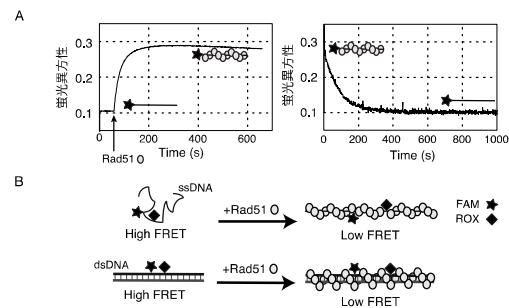 A
蛍光異方性
0.3
0.2
0.1
0 200 400 600
Time (s)
Rad51
蛍光異方性
0.3
0.2
0.1
0 200 400 600 800 1000
Time (s)
B
ssDNA
High FRET
+Rad51
Low FRET
FAM
ROX
dsDNA
High FRET
+Rad51
Low FRET